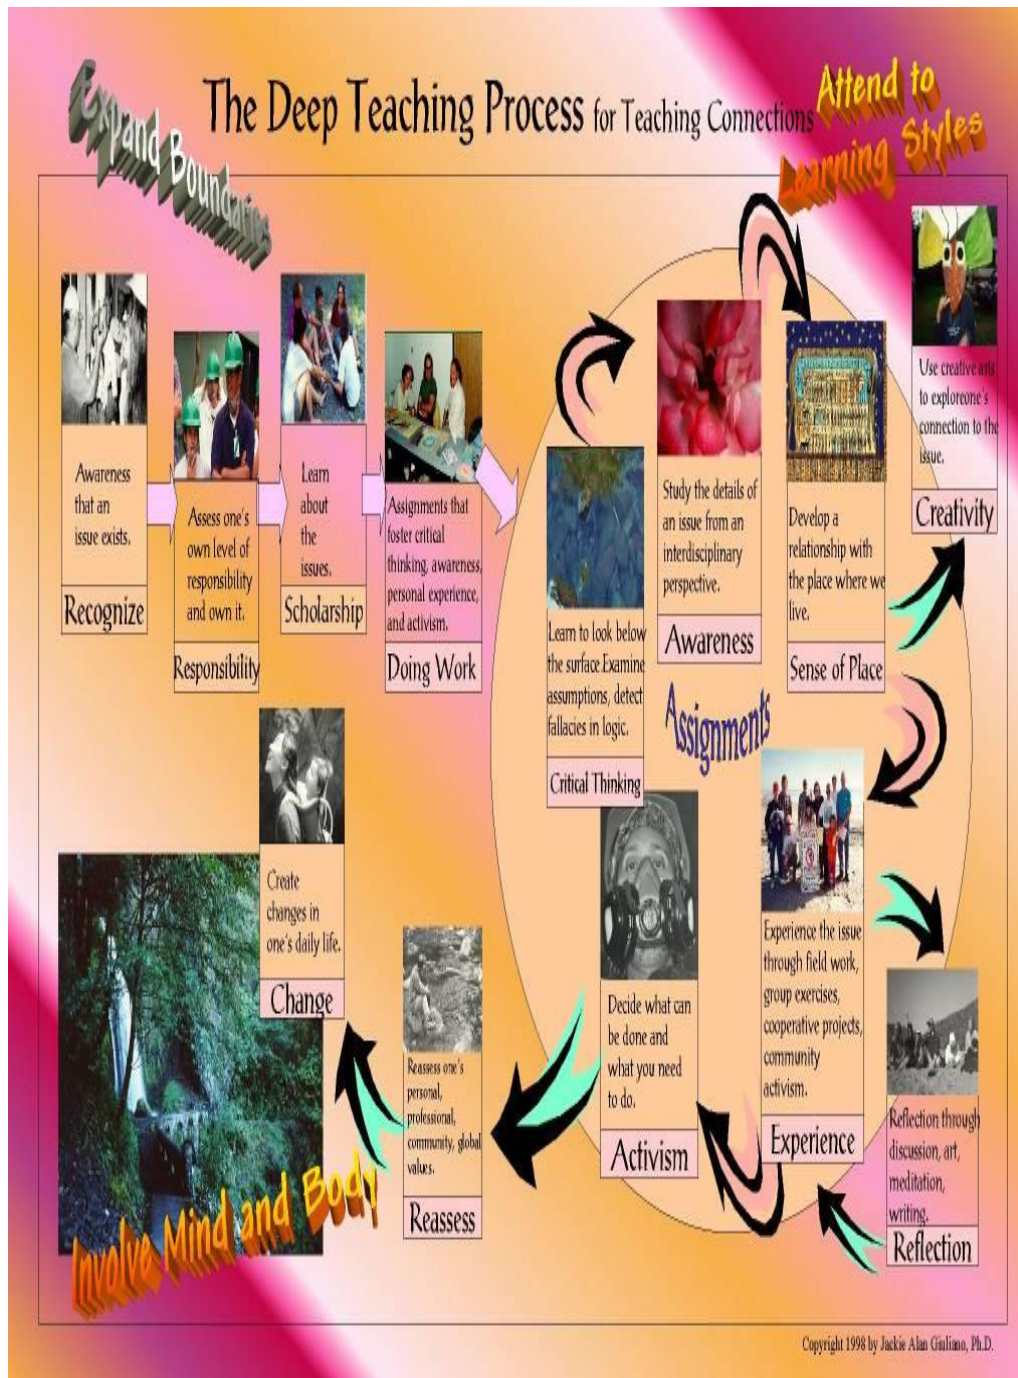 Expand Boundaries
The Deep Teaching Process for Teaching Connections
Attend to
Learning Styles
Awareness
that an
issue exists.
Recognize
Assess one's
own level of
responsibility
and own it.
Responsibility
Learn
about
the
issues.
Scholarship
Assignments that
foster critical
thinking, awareness,
personal experience,
and activism.
Doing Work
Learn to look below
the surface.Examine
assumptions, detect
fallacies in logic.
Critical Thinking
Study the details of
an issue from an
interdisciplinary
perspective.
Awareness
Develop a
relationship with
the place where we
live.
Sense of Place
Use creative arts
to exploreone's
connection to the
issue.
Creativity
Assignments
Experience the issue
through field work,
group exercises,
cooperative projects,
community
activism.
Experience
Reflection through
discussion, art,
meditation,
writing.
Reflection
Decide what can
be done and
what you need
to do.
Activism
Reassess one's
personal,
professional,
community, global
values.
Reassess
Create
changes in
one's daily life.
Change
Involve Mind and Body
Copyright 1998 by Jackie Alan Giuliano, Ph.D.